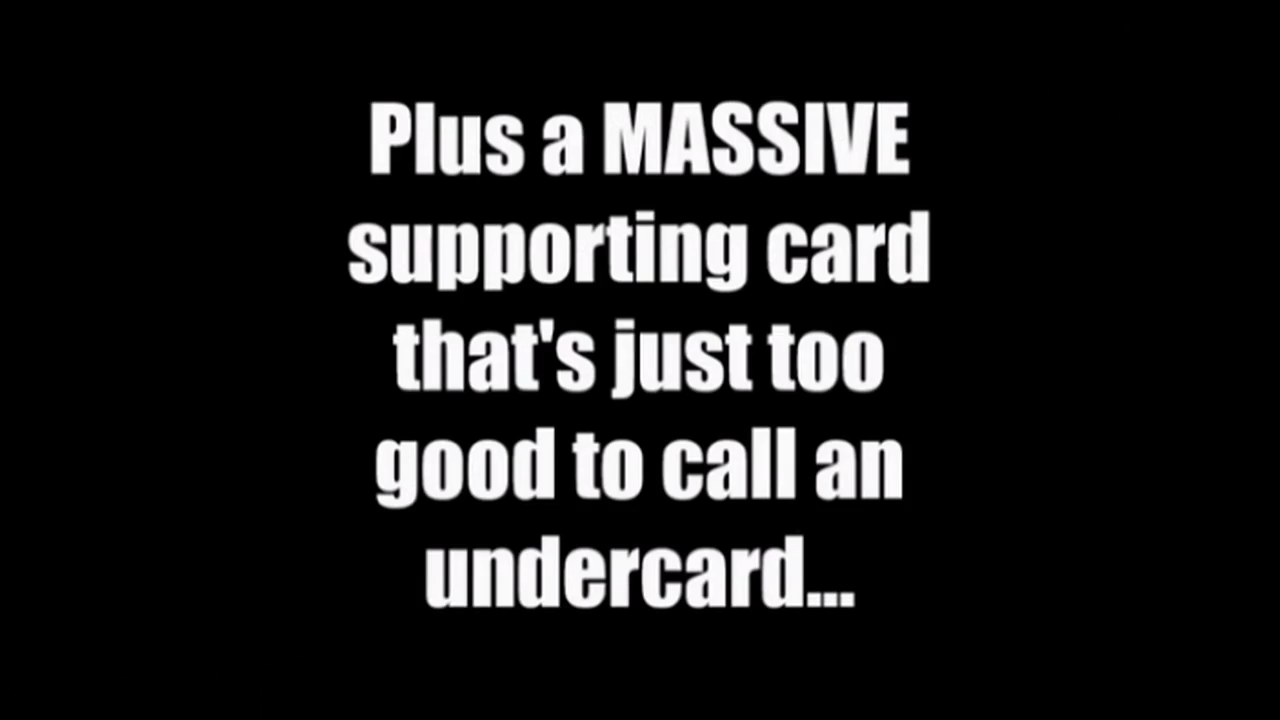 Plus a MASSIVE
supporting card
that's just too
good to call an
undercard...